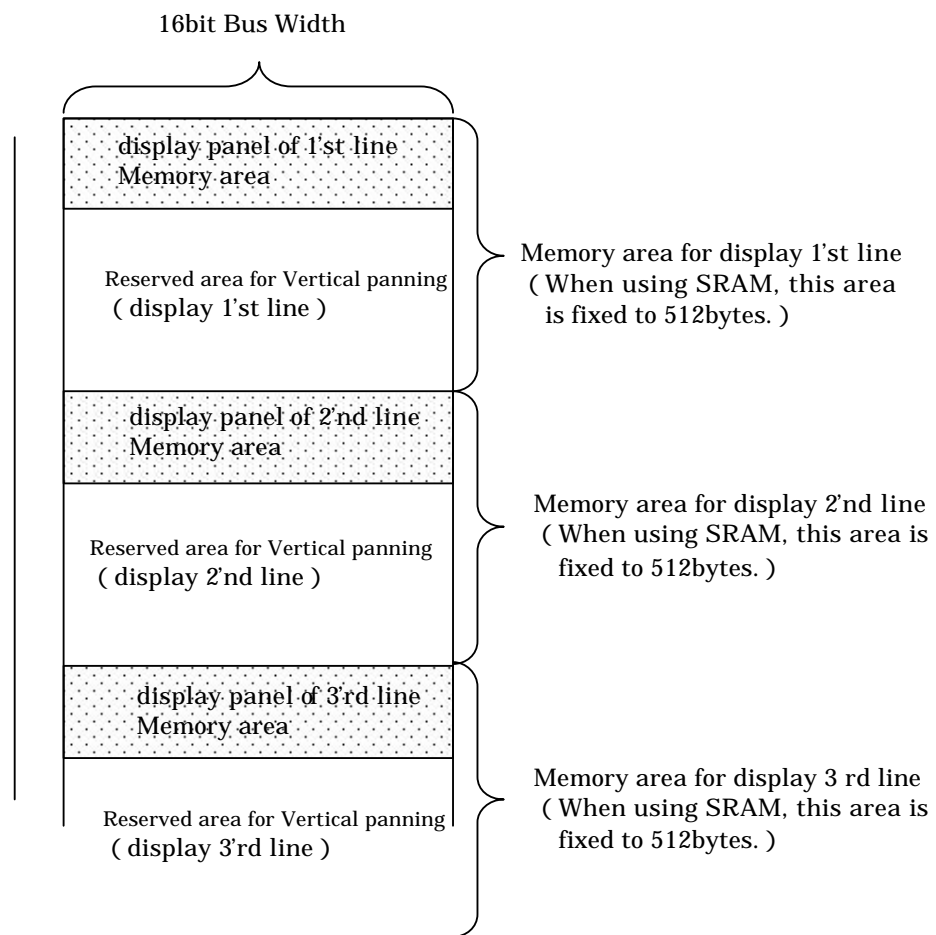 16bit Bus Width
display panel of 1'st line
Memory area
Reserved area for Vertical panning
( display 1'st line )
Memory area for display 1'st line
( When using SRAM, this area
is fixed to 512bytes. )
display panel of 2'nd line
Memory area
Reserved area for Vertical panning
( display 2'nd line )
Memory area for display 2'nd line
( When using SRAM, this area is
fixed to 512bytes. )
display panel of 3'rd line
Memory area
Reserved area for Vertical panning
( display 3'rd line )
Memory area for display 3 rd line
( When using SRAM, this area is
fixed to 512bytes. )